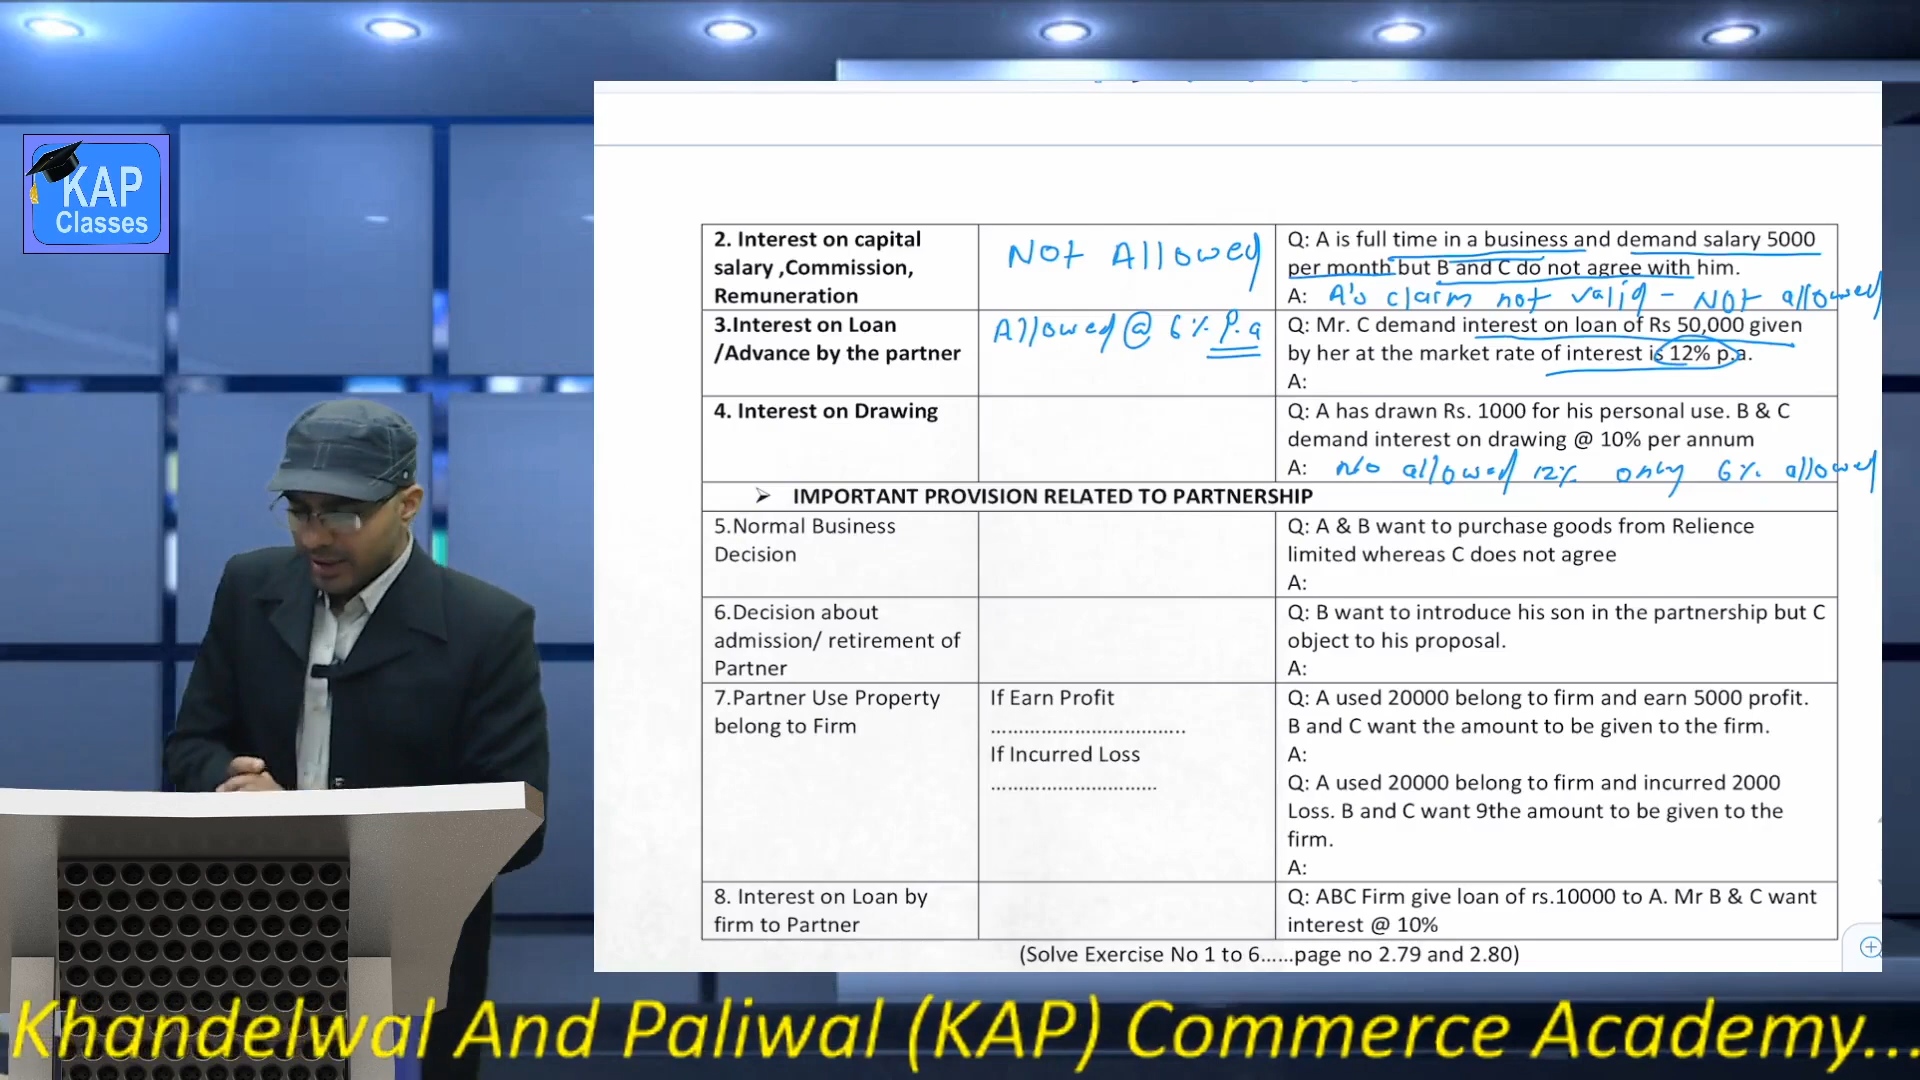 KAP
Classes
2. Interest on capital
salary ,Commission,
Remuneration
Not Allowed
Q: A is full time in a business and demand salary 5000
per month but B and C do not agree with him.
A: A's claim not valid - Not allowed
3.Interest on Loan
/Advance by the partner
Allowed @ 6% P.a
Q: Mr. C demand interest on loan of Rs 50,000 given
by her at the market rate of interest is 12% p.a.
A:
4. Interest on Drawing
Q: A has drawn Rs. 1000 for his personal use. B & C
demand interest on drawing @ 10% per annum
A: No allowed 12% only 6% allowed
➢ IMPORTANT PROVISION RELATED TO PARTNERSHIP
5.Normal Business
Decision
Q: A & B want to purchase goods from Relience
limited whereas C does not agree
A:
6.Decision about
admission/ retirement of
Partner
Q: B want to introduce his son in the partnership but C
object to his proposal.
A:
7.Partner Use Property
belong to Firm
If Earn Profit
……………………………..
If Incurred Loss
…………………………
Q: A used 20000 belong to firm and earn 5000 profit.
B and C want the amount to be given to the firm.
A:
Q: A used 20000 belong to firm and incurred 2000
Loss. B and C want 9the amount to be given to the
firm.
A:
8. Interest on Loan by
firm to Partner
Q: ABC Firm give loan of rs.10000 to A. Mr B & C want
interest @ 10%
(Solve Exercise No 1 to 6......page no 2.79 and 2.80)
Khandelwal And Paliwal (KAP) Commerce Academy...